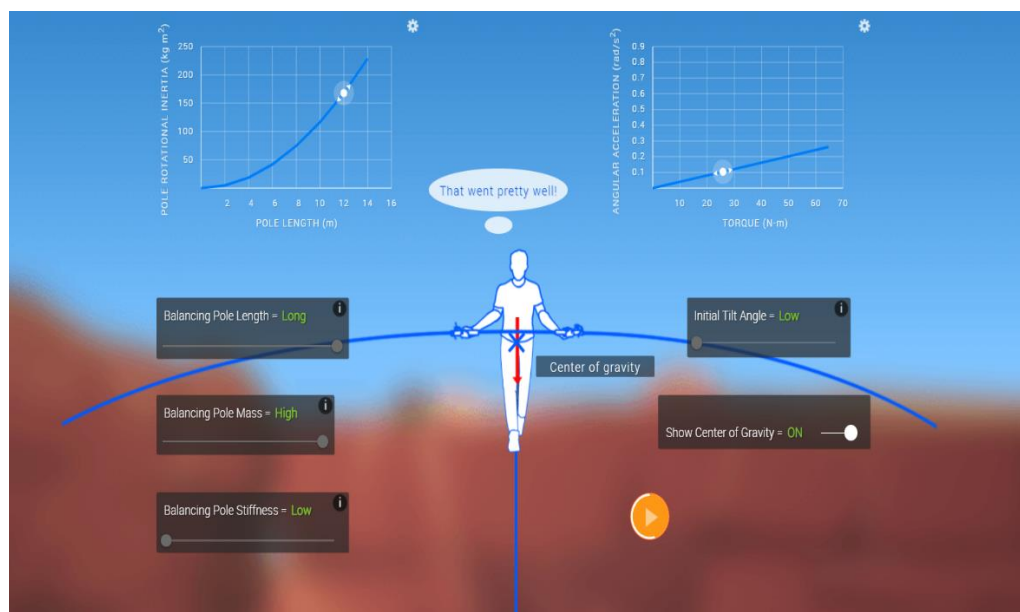 POLE ROTATIONAL INERTIA (kg m²)
250
200
150
100
50
2 4 6 8 10 12 14 16
POLE LENGTH (m)
ANGULAR ACCELERATION (rad/s²)
0.9
0.8
0.7
0.6
0.5
0.4
0.3
0.2
0.1
10 20 30 40 50 60 70
TORQUE (N-m)
That went pretty well!
Balancing Pole Length = Long
i
Initial Tilt Angle = Low
i
Center of gravity
Balancing Pole Mass = High
i
Show Center of Gravity = ON
Balancing Pole Stiffness = Low
i